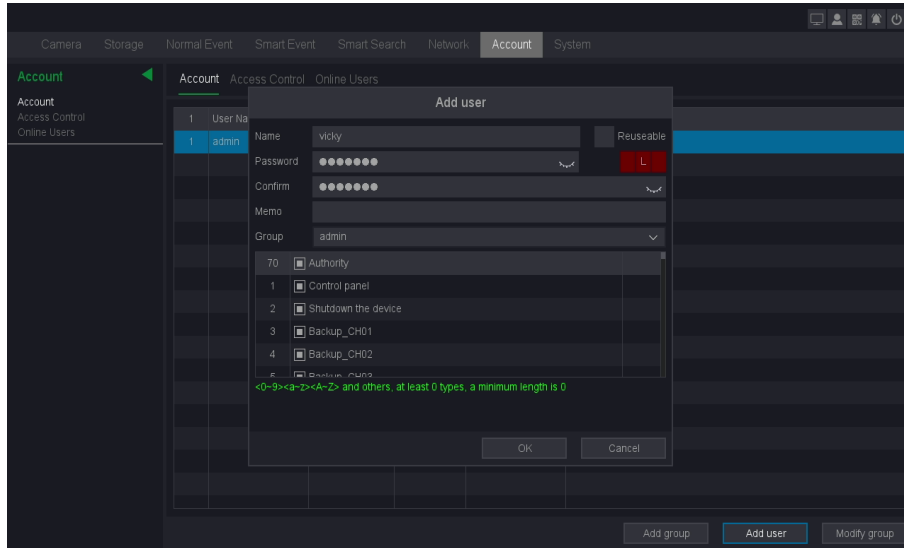 Camera Storage Normal Event Smart Event Smart Search Network Account System
Account
Account Access Control Online Users
Account
Access Control
Online Users
Add user
1 User Na
1 admin
Name vicky Reuseable
Password L
Confirm
Memo
Group admin
70 Authority
1 Control panel
2 Shutdown the device
3 Backup_CH01
4 Backup_CH02
5 Backup_CH03
<0~9><a~z><A~Z> and others, at least 0 types, a minimum length is 0
OK Cancel
Add group Add user Modify group